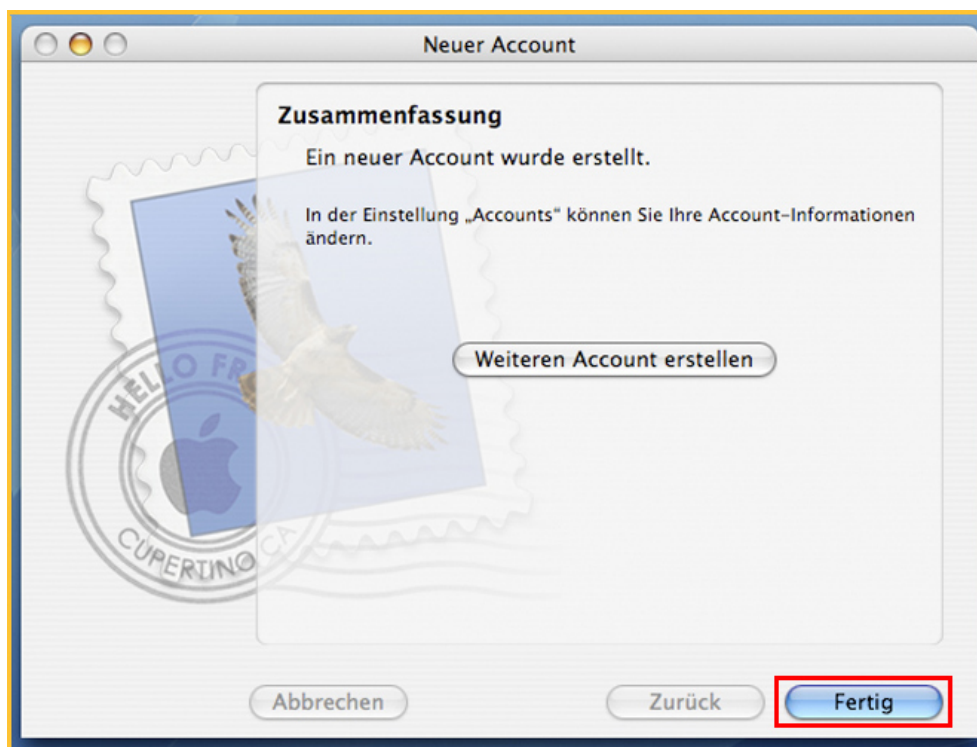 Neuer Account
Zusammenfassung
Ein neuer Account wurde erstellt.
In der Einstellung „Accounts“ können Sie Ihre Account-Informationen
ändern.
HELLO FR
CUPERTINO CA
Weiteren Account erstellen
Abbrechen
Zurück
Fertig